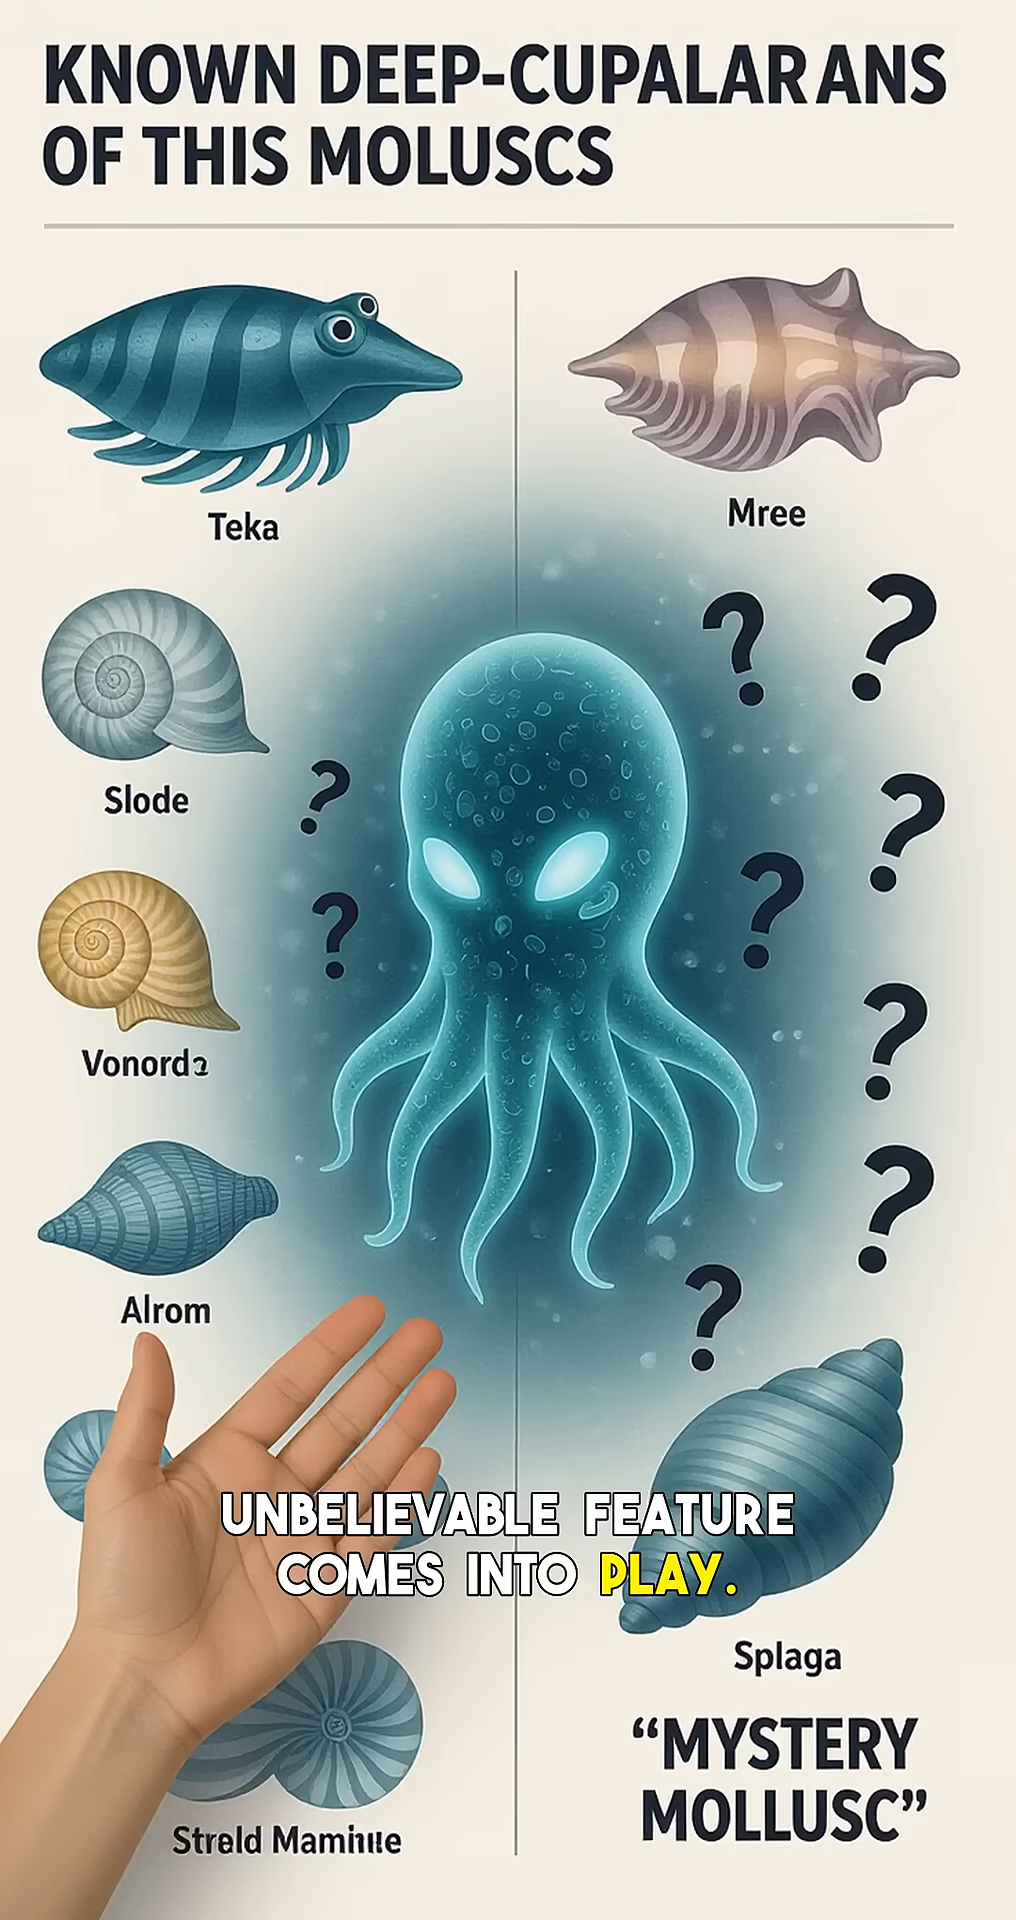 KNOWN DEEP-CUPALARANS
OF THIS MOLUSCS
Teka
Mree
? ?
Slode
?
?
?
?
Vonorda
?
Alrom
?
?
UNBELIEVABLE FEATURE
COMES INTO PLAY.
Splaga
"MYSTERY
MOLLUSC"
Streld